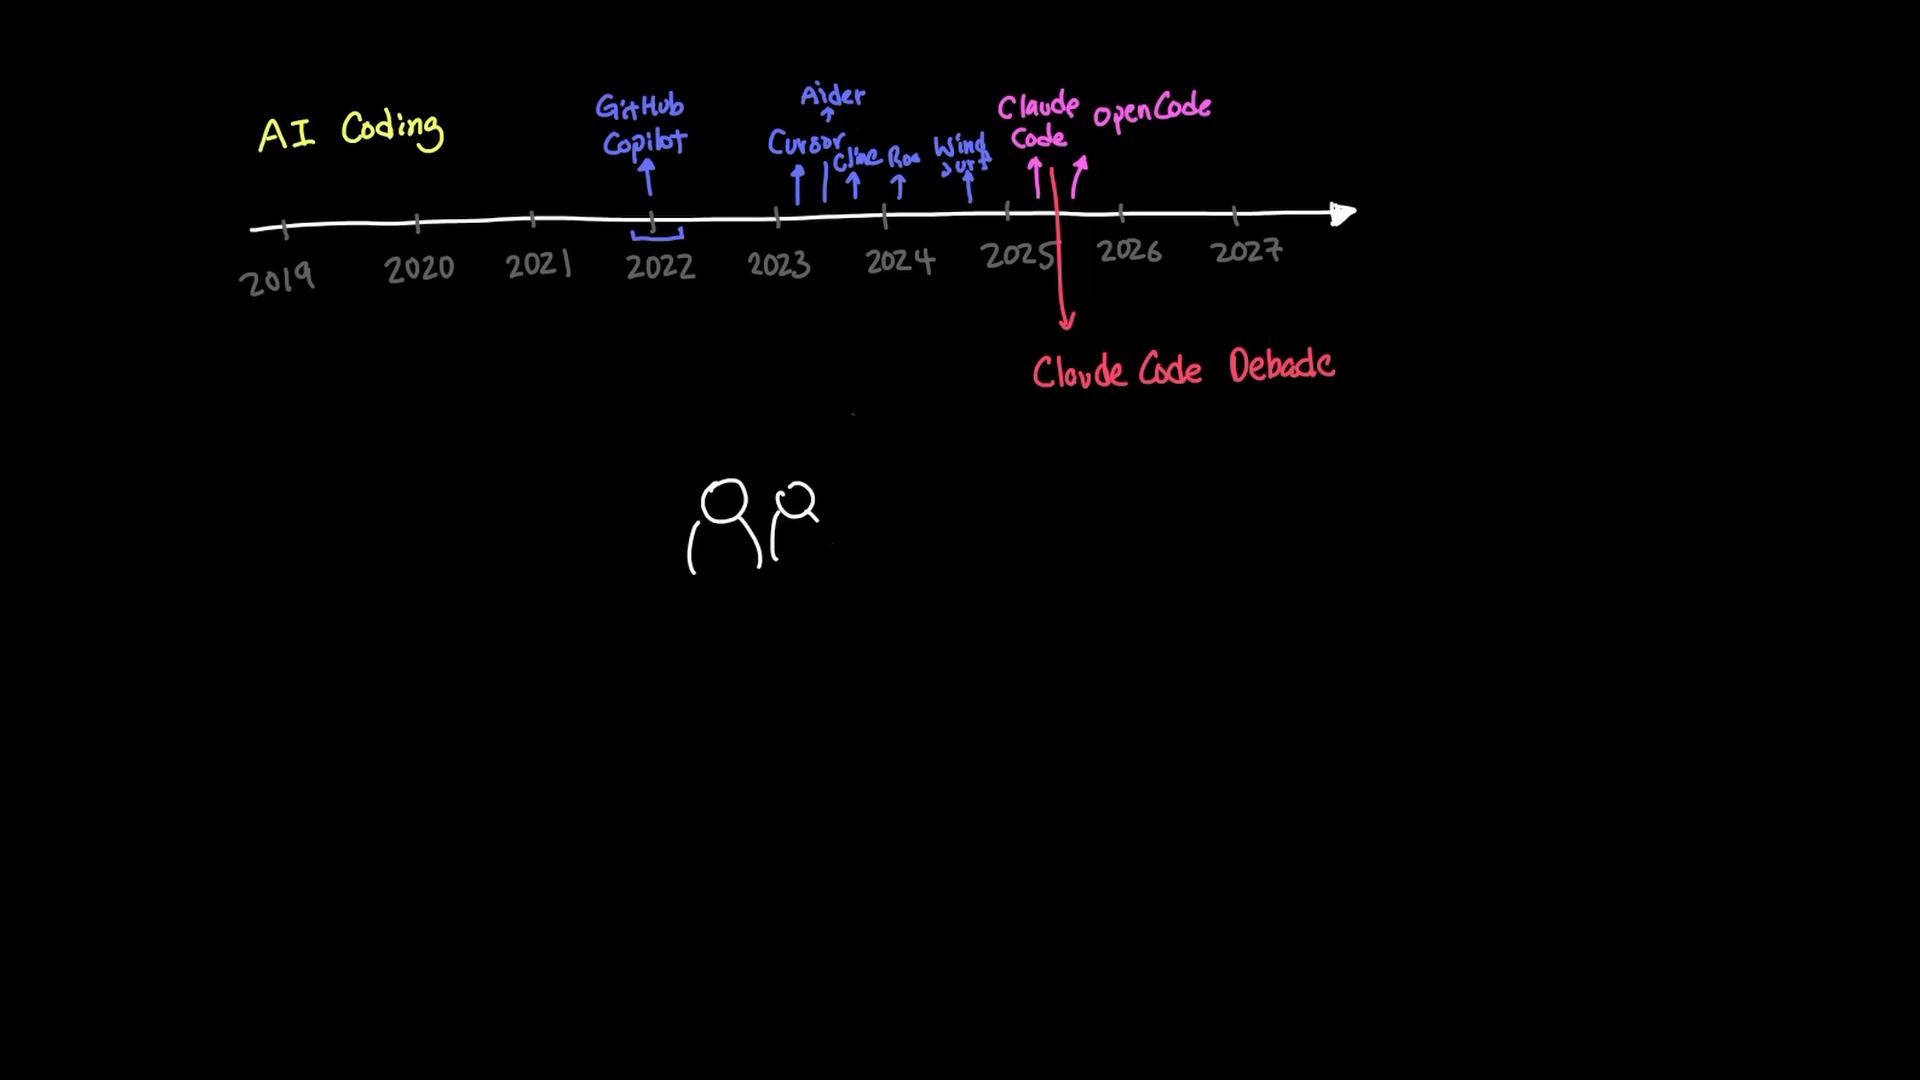 AI Coding
GitHub
Copilot
Aider
Cursor
Cline
Roo
Wind
surf
Claude
Code
OpenCode
2019
2020
2021
2022
2023
2024
2025
2026
2027
Claude Code Debacle